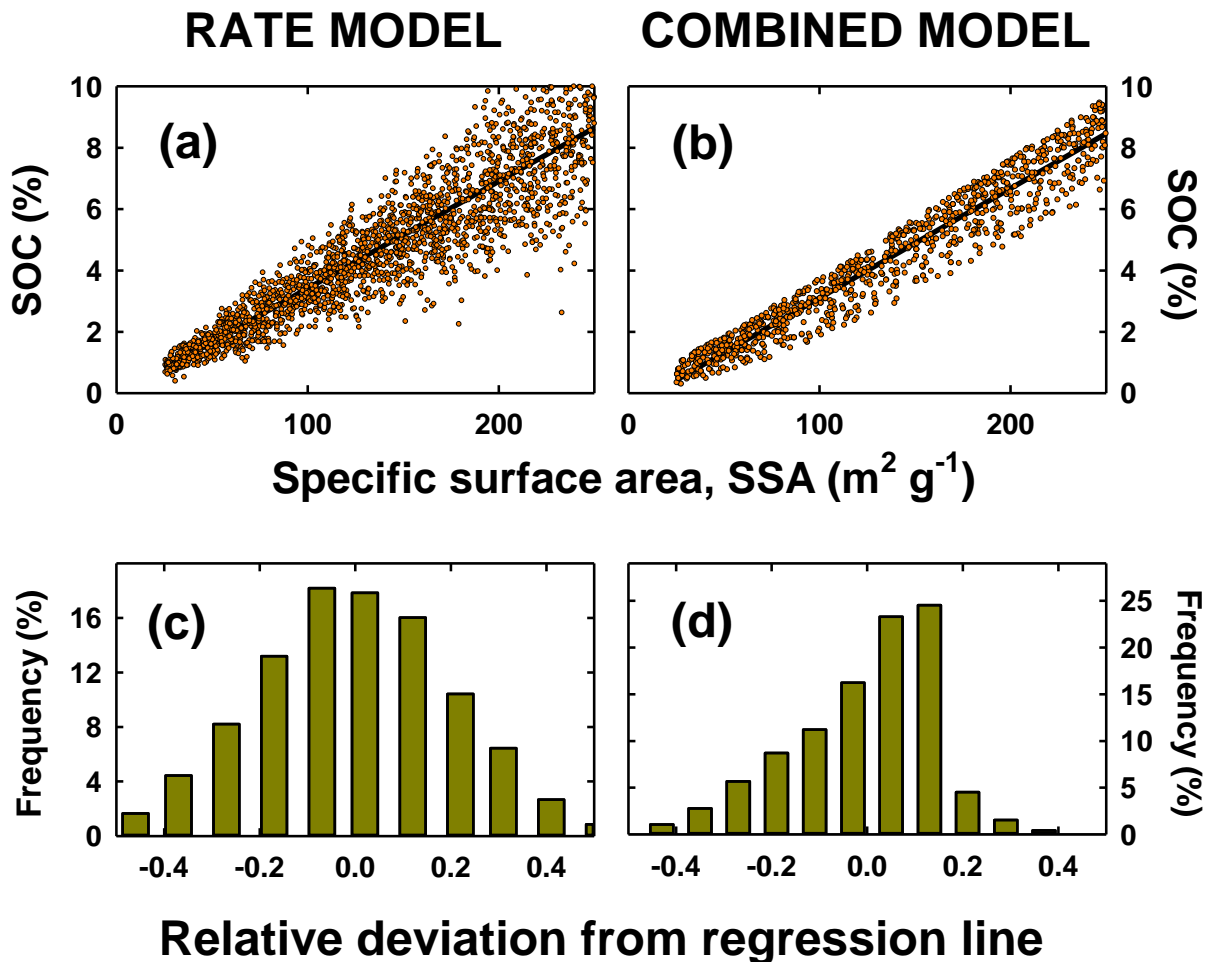 RATE MODEL COMBINED MODEL
10 10
(a) (b)
8 8
6 6
4 4
2 2
0 0
SOC (%) SOC (%)
0 100 200 0 100 200
Specific surface area, SSA (m² g⁻¹)
(c) (d)
16 25
12 20
8 15
4 10
0 5
0
Frequency (%) Frequency (%)
-0.4 -0.2 0.0 0.2 0.4 -0.4 -0.2 0.0 0.2 0.4
Relative deviation from regression line